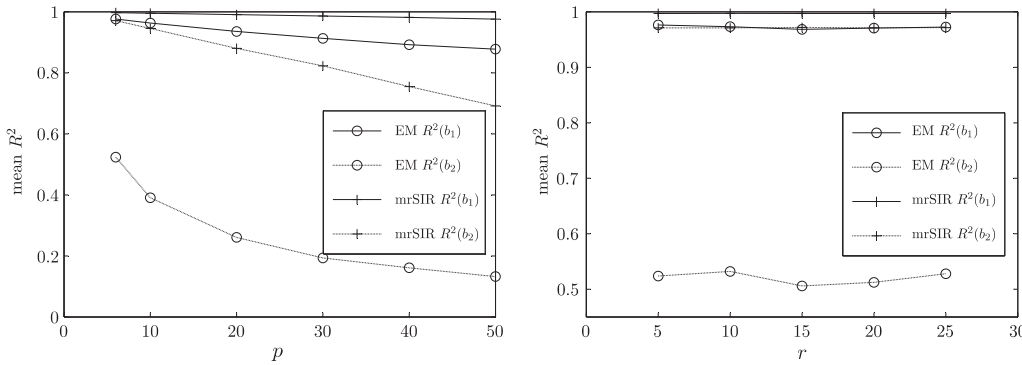 1
0.8
0.6
0.4
0.2
0
mean R²
0
10
20
30
40
50
p
EM R²(b₁)
EM R²(b₂)
mrSIR R²(b₁)
mrSIR R²(b₂)
1
0.9
0.8
0.7
0.6
0.5
mean R²
0
5
10
15
20
25
30
r
EM R²(b₁)
EM R²(b₂)
mrSIR R²(b₁)
mrSIR R²(b₂)